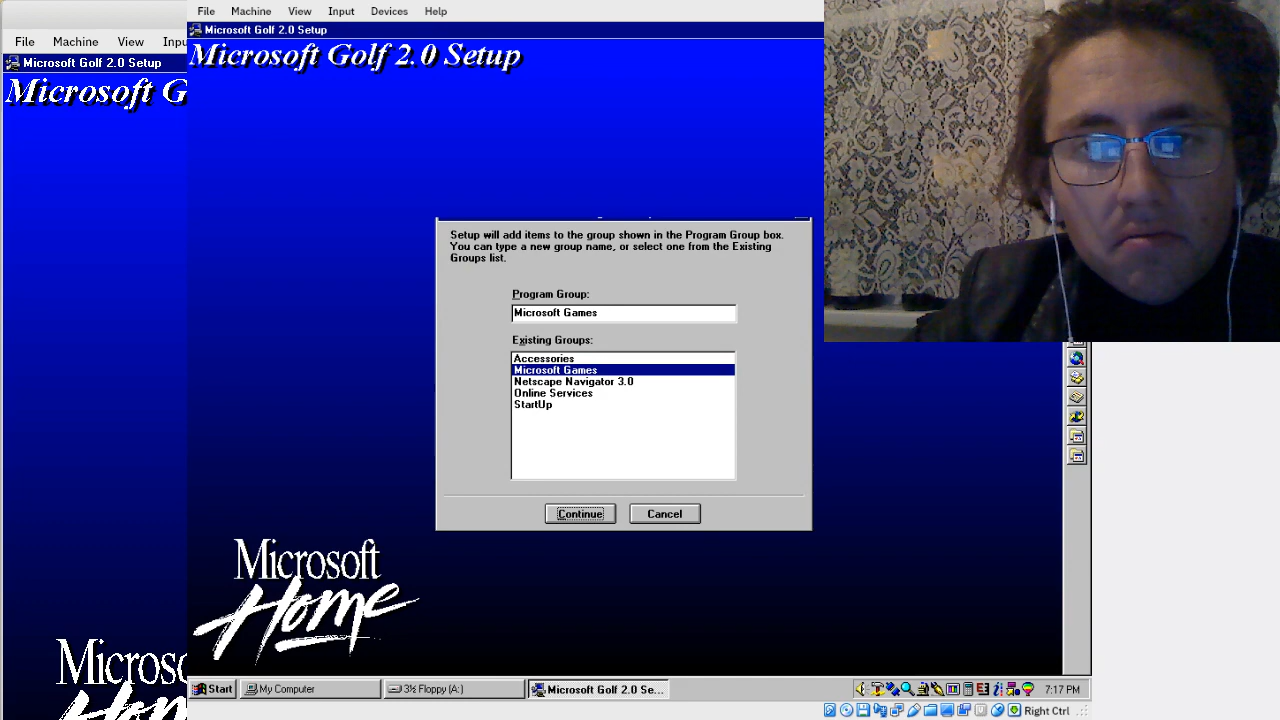 File Machine View Input Devices Help
Microsoft Golf 2.0 Setup
Microsoft Golf 2.0 Setup
File Machine View Inpu
Microsoft Golf 2.0 Setup
Microsoft G
Setup will add items to the group shown in the Program Group box.
You can type a new group name, or select one from the Existing
Groups list.
Program Group:
Microsoft Games
Existing Groups:
Accessories
Microsoft Games
Netscape Navigator 3.0
Online Services
StartUp
Continue Cancel
Microsoft
Home
Microso
Start My Computer 3½ Floppy (A:) Microsoft Golf 2.0 Se... 7:17 PM
Right Ctrl